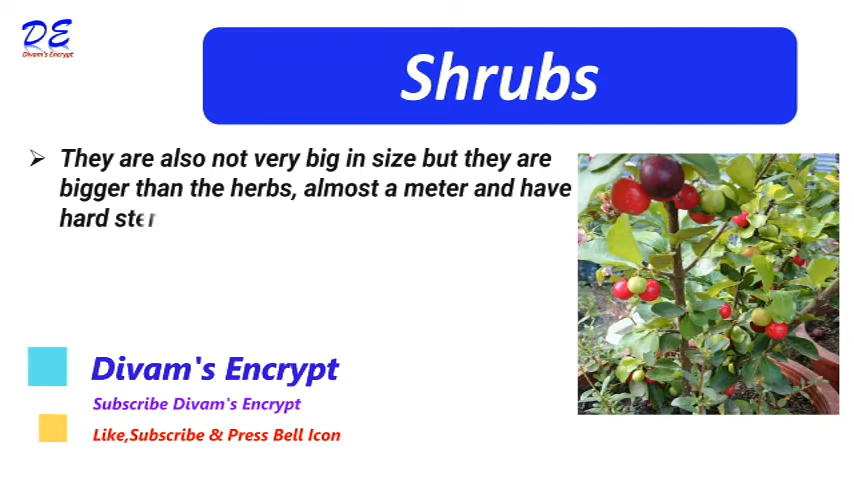 DE
Divam's Encrypt
Shrubs
They are also not very big in size but they are
bigger than the herbs, almost a meter and have
hard
Divam's Encrypt
Subscribe Divam's Encrypt
Like,Subscribe & Press Bell Icon